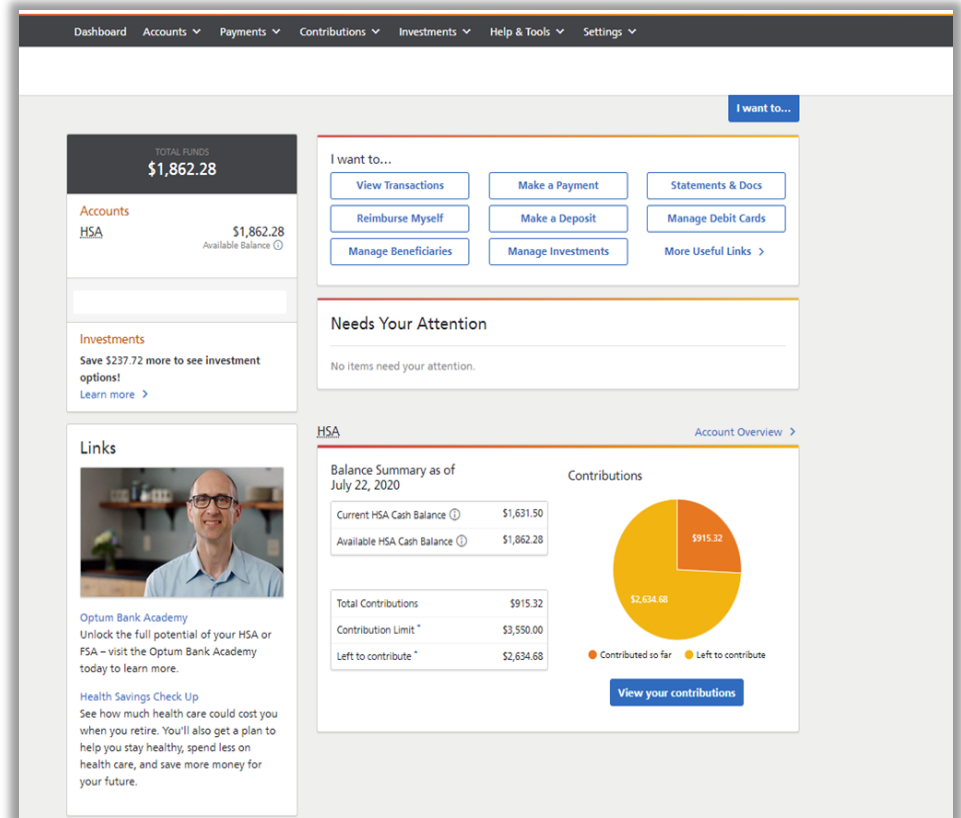 Dashboard Accounts Payments Contributions Investments Help & Tools Settings
I want to...
TOTAL FUNDS
$1,862.28
Accounts
HSA $1,862.28
Available Balance
Investments
Save $237.72 more to see investment
options!
Learn more
Links
Optum Bank Academy
Unlock the full potential of your HSA or
FSA – visit the Optum Bank Academy
today to learn more.
Health Savings Check Up
See how much health care could cost you
when you retire. You'll also get a plan to
help you stay healthy, spend less on
health care, and save more money for
your future.
I want to...
View Transactions Make a Payment Statements & Docs
Reimburse Myself Make a Deposit Manage Debit Cards
Manage Beneficiaries Manage Investments More Useful Links
Needs Your Attention
No items need your attention.
HSA Account Overview
Balance Summary as of
July 22, 2020
Current HSA Cash Balance $1,631.50
Available HSA Cash Balance $1,862.28
Total Contributions $915.32
Contribution Limit * $3,550.00
Left to contribute * $2,634.68
Contributions
$915.32
$2,634.68
Contributed so far Left to contribute
View your contributions